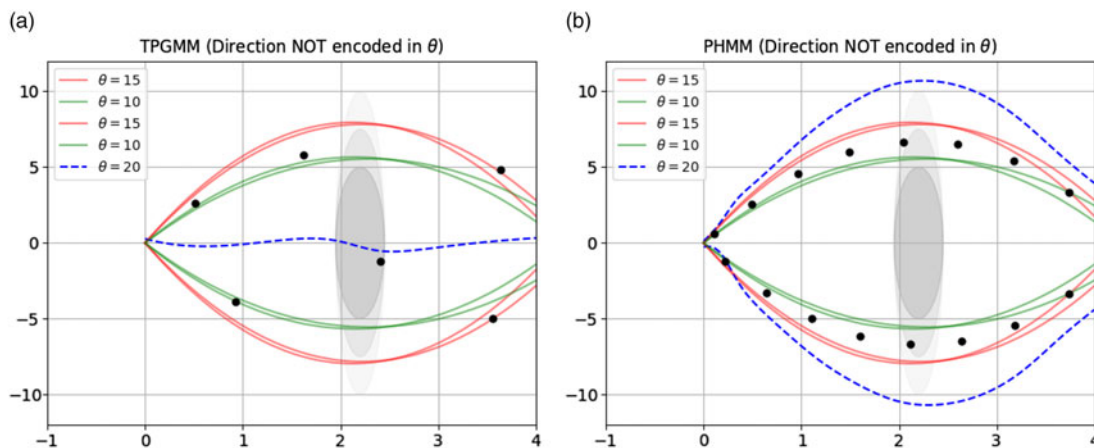 (a)
TPGMM (Direction NOT encoded in θ)
θ = 15
θ = 10
θ = 15
θ = 10
θ = 20
10
5
0
−5
−10
−1
0
1
2
3
4
(b)
PHMM (Direction NOT encoded in θ)
θ = 15
θ = 10
θ = 15
θ = 10
θ = 20
10
5
0
−5
−10
−1
0
1
2
3
4